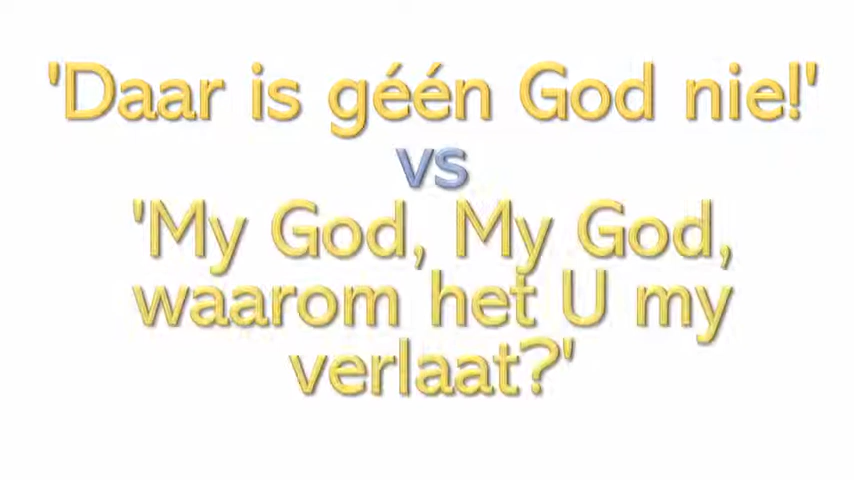 'Daar is géén God nie!'
vs
'My God, My God,
waarom het U my
verlaat?'